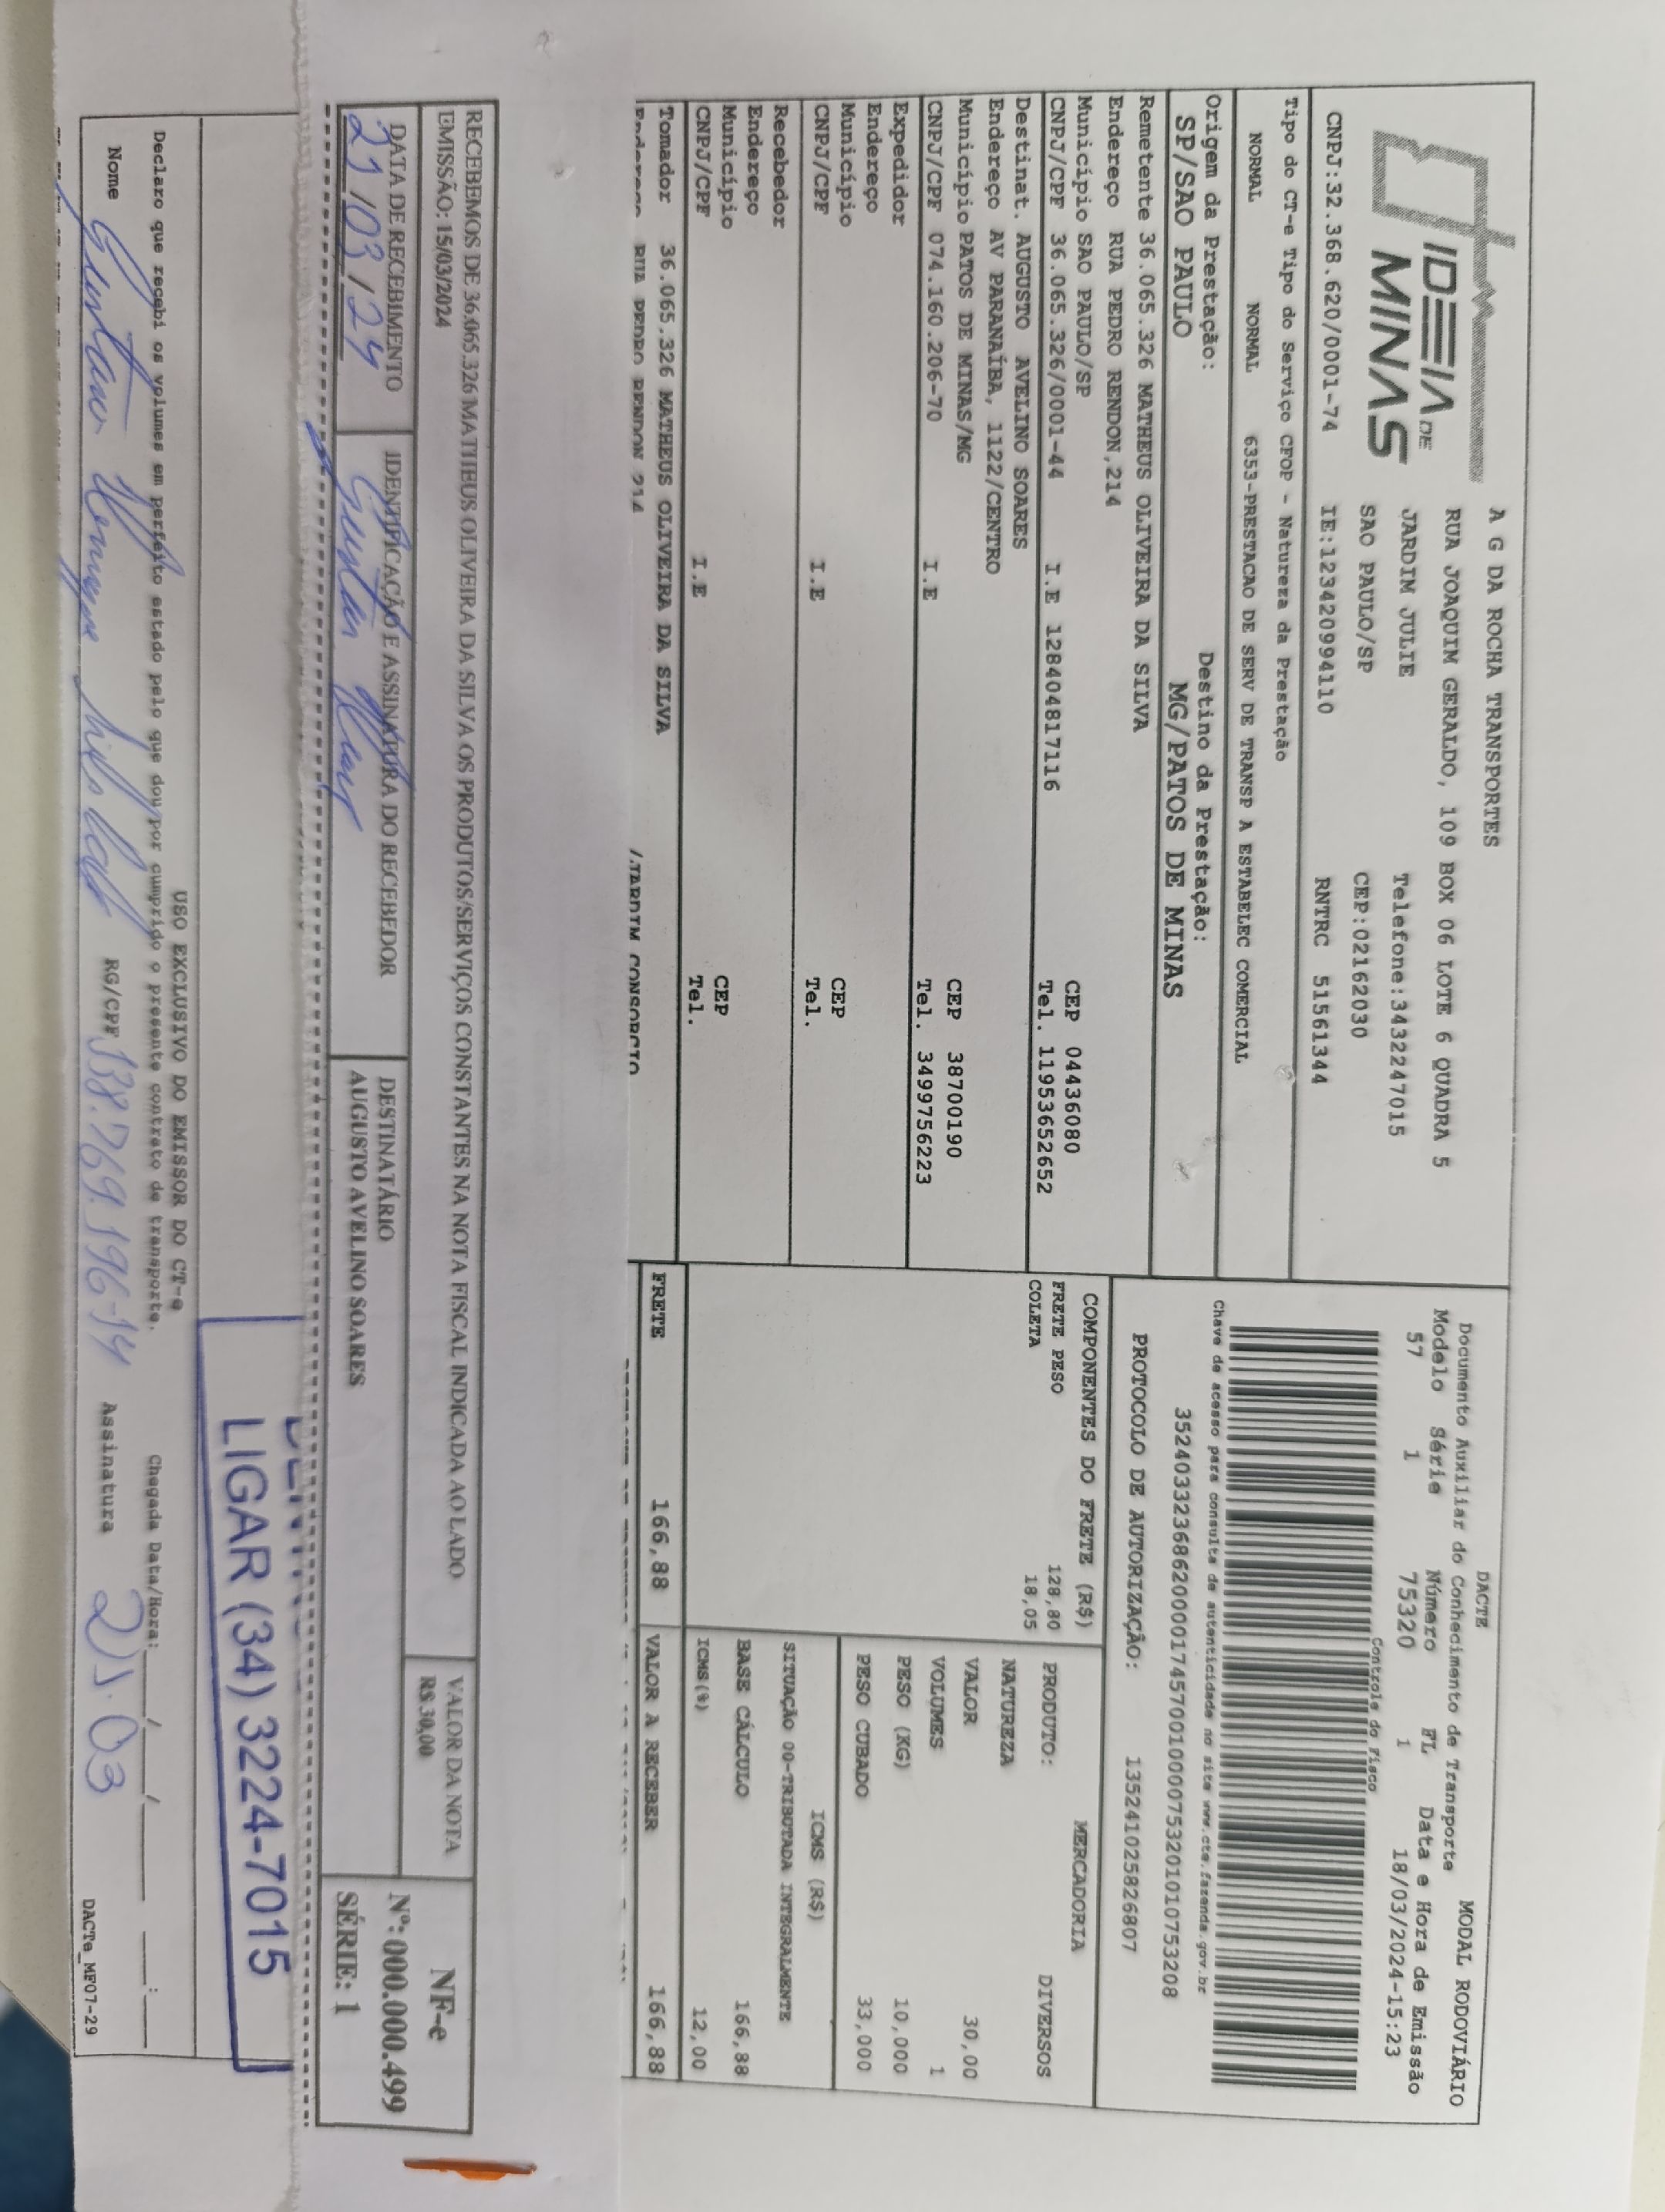 IDEIA DE
MINAS
A G DA ROCHA TRANSPORTES
RUA JOAQUIM GERALDO, 109 BOX 06 LOTE 6 QUADRA 5
JARDIM JULIE Telefone:3432247015
SAO PAULO/SP CEP:02162030
CNPJ:32.368.620/0001-74 IE:123420994110 RNTRC 51561344
DACTE MODAL RODOVIÁRIO
Documento Auxiliar do Conhecimento de Transporte
Modelo Série Número FL Data e Hora de Emissão
57 1 75320 1 18/03/2024-15:23
Controle do Fisco
Tipo do CT-e Tipo do Serviço CFOP - Natureza da Prestação
NORMAL NORMAL 6353-PRESTACAO DE SERV DE TRANSP A ESTABELEC COMERCIAL
Chave de acesso para consulta de autenticidade no site www.cte.fazenda.gov.br
35240332368620000174570010000753201010753208
Origem da Prestação: Destino da Prestação:
SP/SAO PAULO MG/PATOS DE MINAS
PROTOCOLO DE AUTORIZAÇÃO: 135241025826807
Remetente 36.065.326 MATHEUS OLIVEIRA DA SILVA
Endereço RUA PEDRO RENDON,214
Município SAO PAULO/SP CEP 04436080
CNPJ/CPF 36.065.326/0001-44 I.E 128404817116 Tel. 11953652652
Destinat. AUGUSTO AVELINO SOARES
Endereço AV PARANAÍBA, 1122/CENTRO
Município PATOS DE MINAS/MG CEP 38700190
CNPJ/CPF 074.160.206-70 I.E Tel. 34997562​23
Expedidor
Endereço
Município CEP
CNPJ/CPF I.E Tel.
Recebedor
Endereço
Município CEP
CNPJ/CPF I.E Tel.
Tomador 36.065.326 MATHEUS OLIVEIRA DA SILVA
Endereço RUA PEDRO RENDON 214 /JARDIM CONSORCIO
COMPONENTES DO FRETE (R$)
FRETE PESO 128,80
COLETA 18,05
FRETE 166,88
MERCADORIA
PRODUTO: DIVERSOS
NATUREZA
VALOR 30,00
VOLUMES 1
PESO (KG) 10,000
PESO CUBADO 33,000
ICMS (R$)
SITUAÇÃO 00-TRIBUTADA INTEGRALMENTE
BASE CÁLCULO 166,88
ICMS(%) 12,00
VALOR A RECEBER 166,88
RECEBEMOS DE 36.065.326 MATHEUS OLIVEIRA DA SILVA OS PRODUTOS/SERVIÇOS CONSTANTES NA NOTA FISCAL INDICADA AO LADO
EMISSÃO: 15/03/2024
VALOR DA NOTA
R$ 30,00
NF-e
Nº: 000.000.499
SÉRIE: 1
DATA DE RECEBIMENTO
21/03/24
IDENTIFICAÇÃO E ASSINATURA DO RECEBEDOR
DESTINATÁRIO
AUGUSTO AVELINO SOARES
LIGAR (34) 3224-7015
USO EXCLUSIVO DO EMISSOR DO CT-e
Declaro que recebi os volumes em perfeito estado pelo que dou por cumprido o presente contrato de transporte. Chegada Data/Hora: / / :
Nome RG/CPF 138.769.196-14 Assinatura 21.03
DACTe_MF07-29